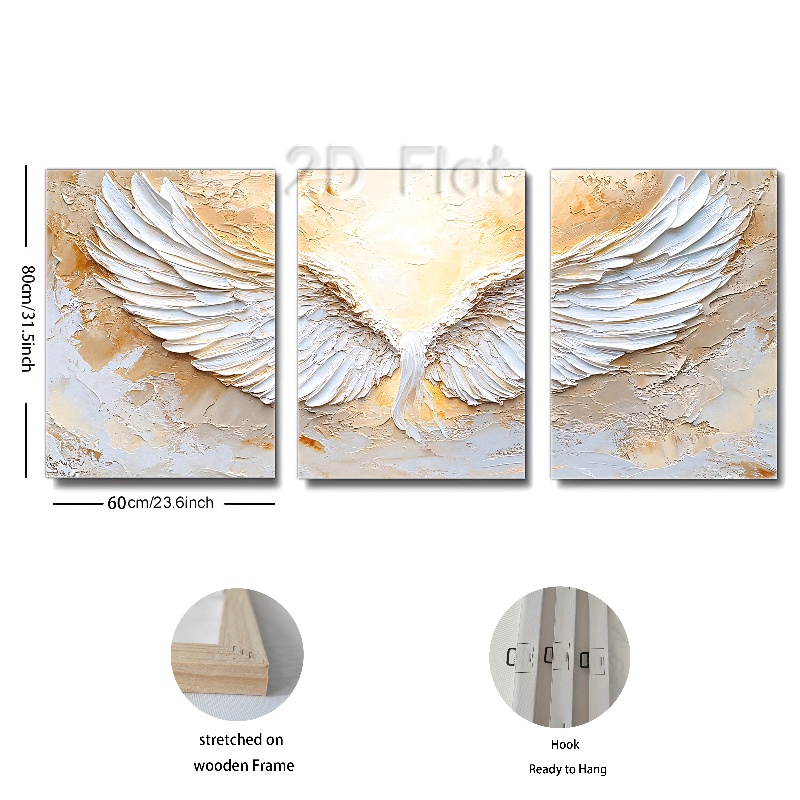 2D Flat
80cm/31.5inch
60cm/23.6inch
stretched on
wooden Frame
Hook
Ready to Hang